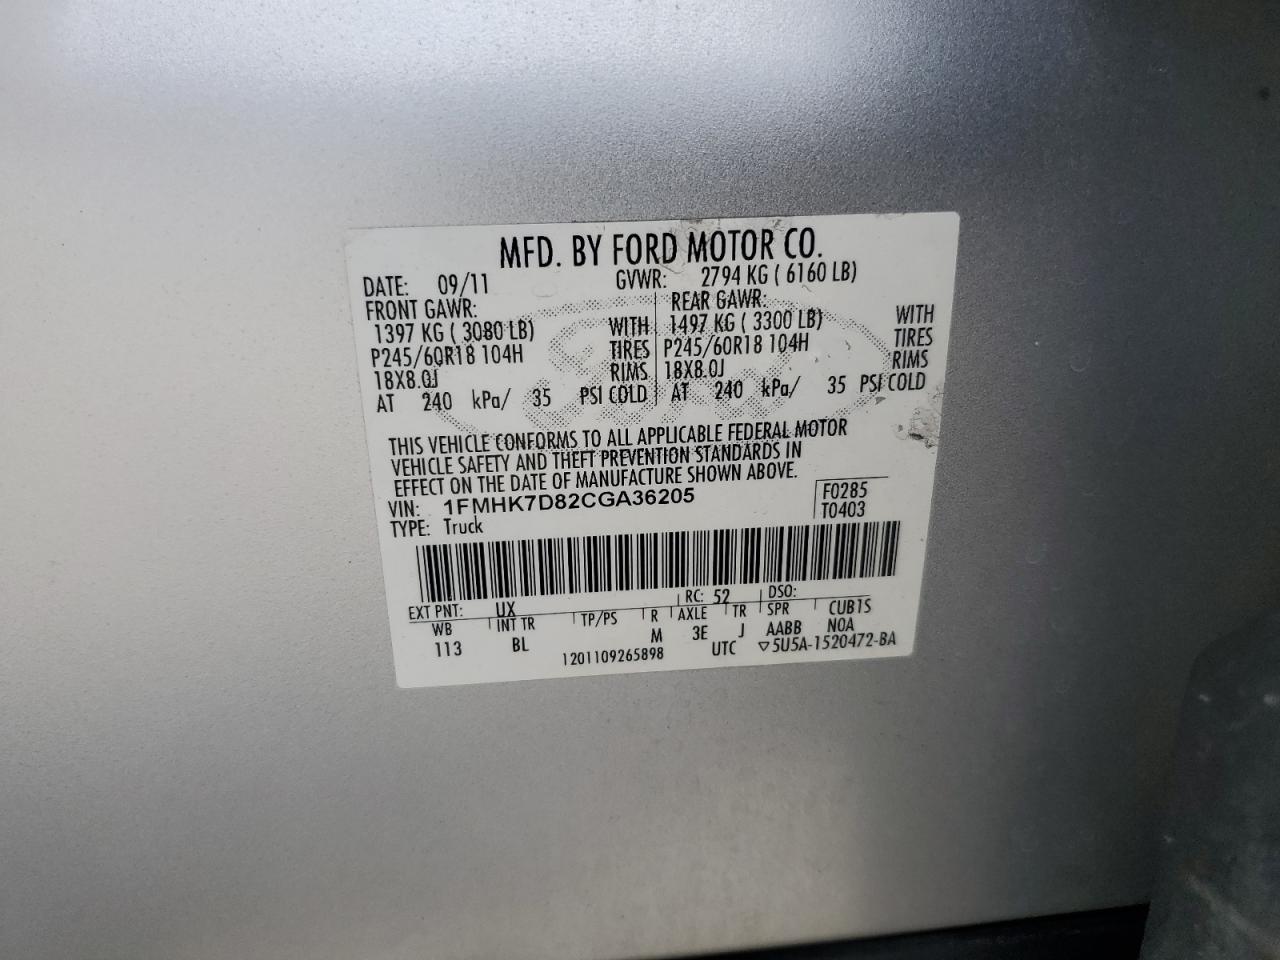 MFD. BY FORD MOTOR CO.
DATE: 09/11 GVWR: 2794 KG ( 6160 LB)
FRONT GAWR: REAR GAWR:
1397 KG ( 3080 LB) WITH 1497 KG ( 3300 LB) WITH
P245/60R18 104H TIRES P245/60R18 104H TIRES
18X8.0J RIMS 18X8.0J RIMS
AT 240 kPa/ 35 PSI COLD AT 240 kPa/ 35 PSI COLD
THIS VEHICLE CONFORMS TO ALL APPLICABLE FEDERAL MOTOR
VEHICLE SAFETY AND THEFT PREVENTION STANDARDS IN
EFFECT ON THE DATE OF MANUFACTURE SHOWN ABOVE.
VIN: 1FMHK7D82CGA36205 F0285
TYPE: Truck T0403
EXT PNT: UX RC: 52 DSO:
WB INT TR TP/PS R AXLE TR SPR CUB1S
113 BL M 3E J AABB NOA
1201109265898 UTC ▽5U5A-1520472-BA